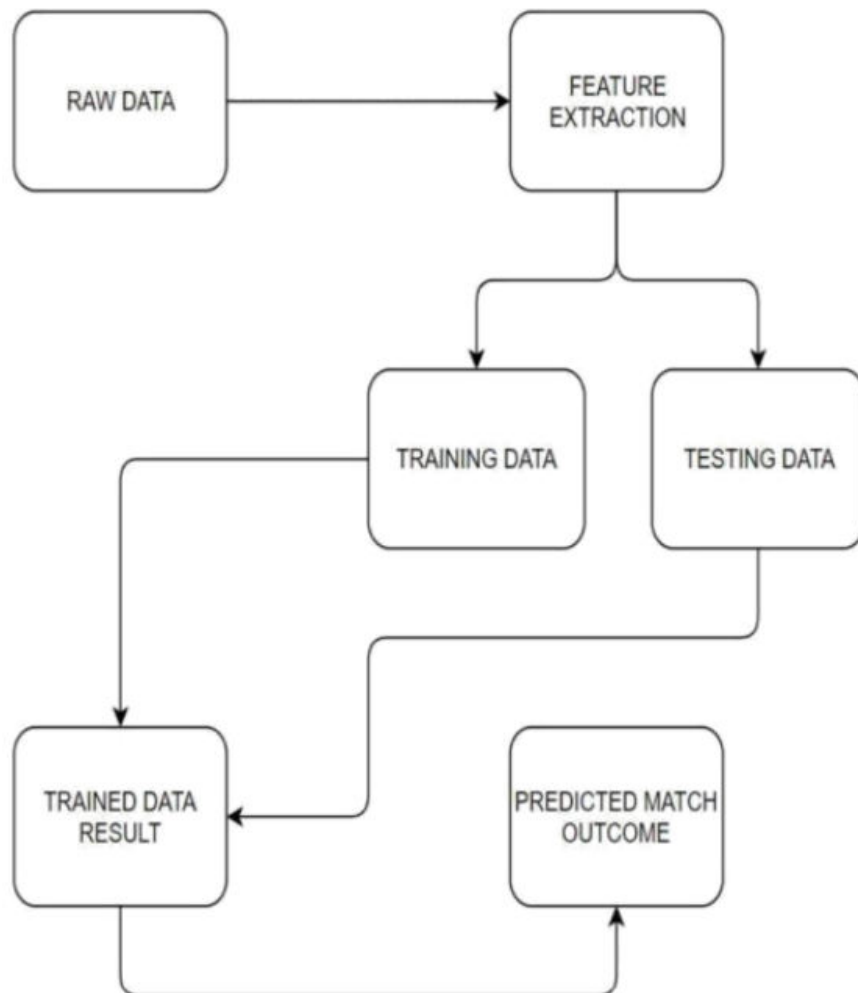 RAW DATA
FEATURE
EXTRACTION
TRAINING DATA
TESTING DATA
TRAINED DATA
RESULT
PREDICTED MATCH
OUTCOME